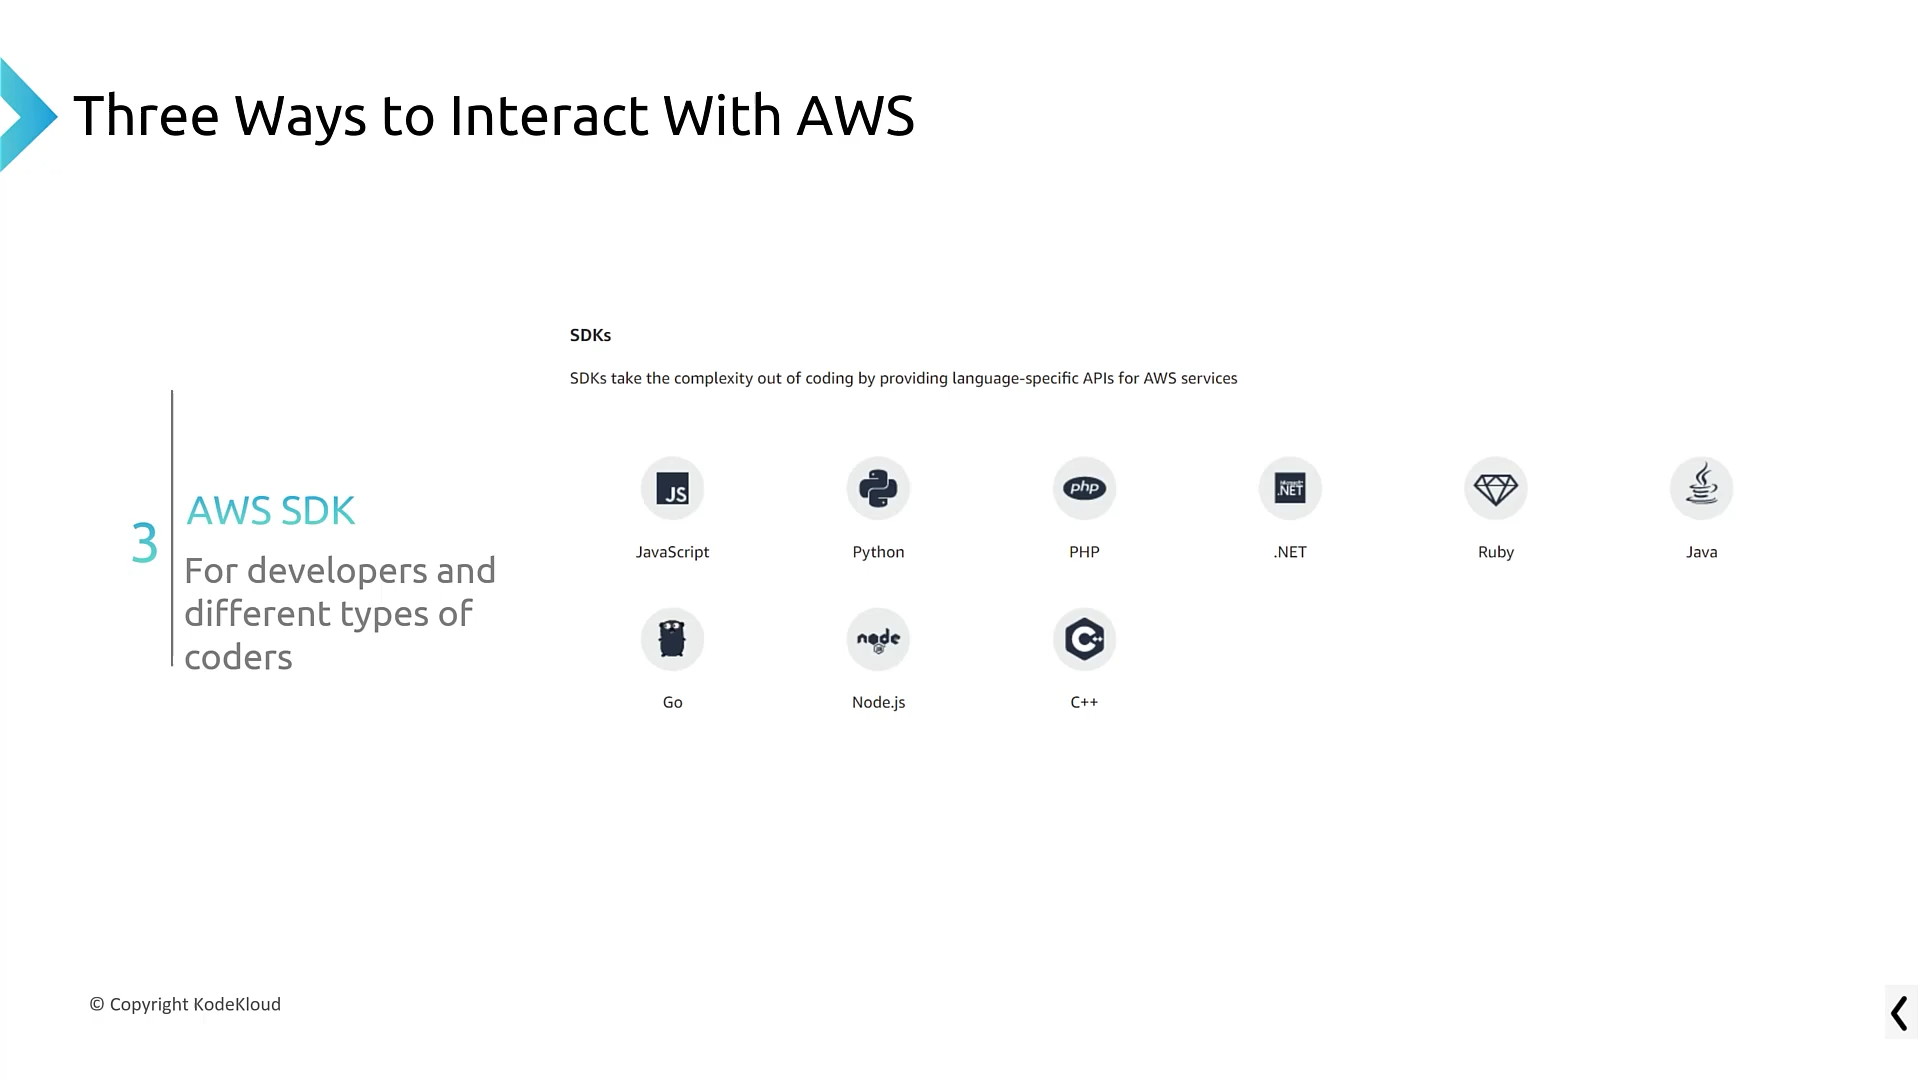 Three Ways to Interact With AWS
SDKs
SDKs take the complexity out of coding by providing language-specific APIs for AWS services
3
AWS SDK
For developers and
different types of
coders
JS
php
Microsoft
.NET
JavaScript
Python
PHP
.NET
Ruby
Java
node
JS
C++
Go
Node.js
C++
© Copyright KodeKloud